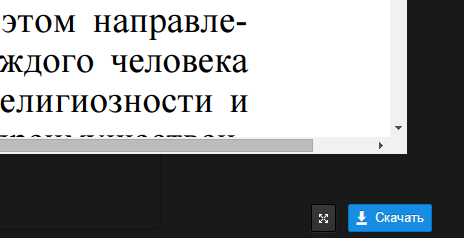 этом направле-
ждого человека
елигиозности и
Скачать